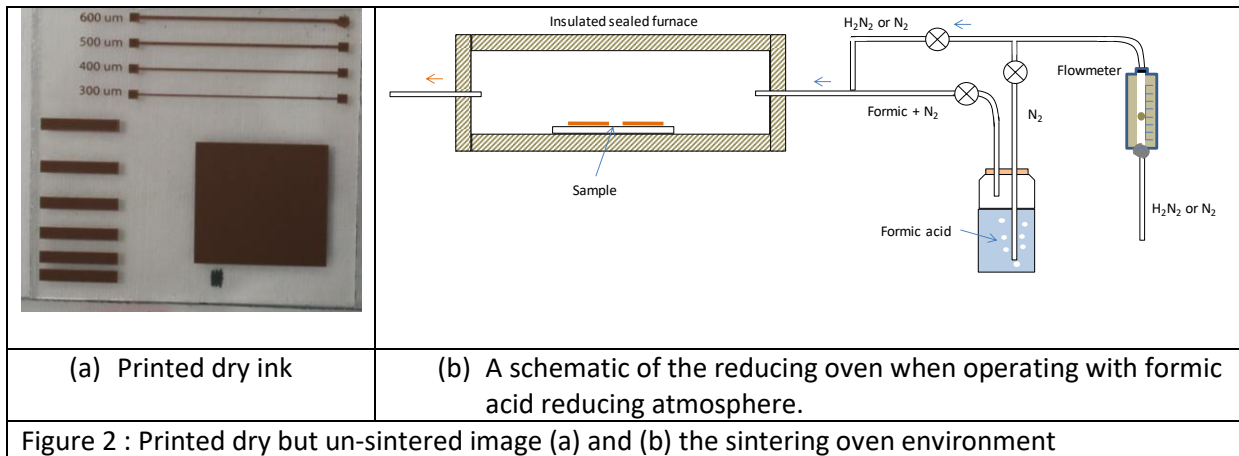 600 um
500 um
400 um
300 um
Insulated sealed furnace
H₂N₂ or N₂
Flowmeter
Formic + N₂
N₂
Sample
Formic acid
H₂N₂ or N₂
(a) Printed dry ink
(b) A schematic of the reducing oven when operating with formic
acid reducing atmosphere.
Figure 2 : Printed dry but un-sintered image (a) and (b) the sintering oven environment